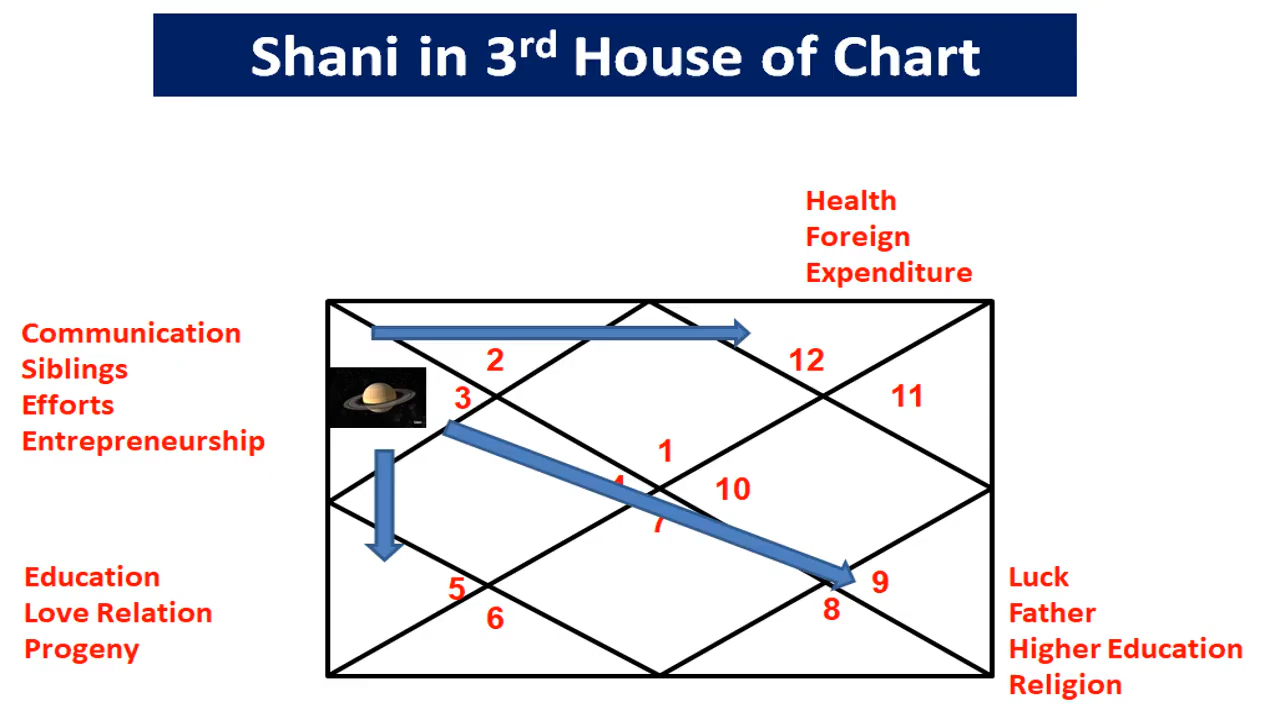 Shani in 3rd House of Chart
Health
Foreign
Expenditure
Communication
Siblings
Efforts
Entrepreneurship
2
12
3
11
1
4
10
7
5
6
9
8
Education
Love Relation
Progeny
Luck
Father
Higher Education
Religion